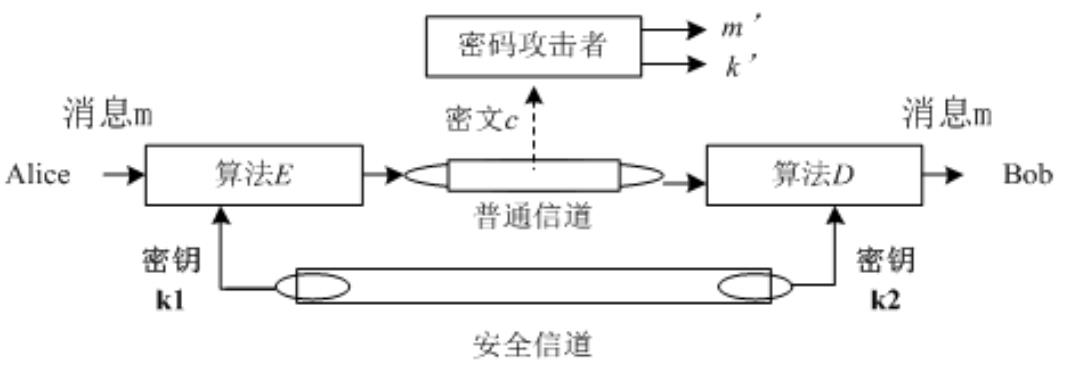 密码攻击者
m’
k’
消息m
密文c
消息m
Alice
算法E
算法D
Bob
普通信道
密钥
k1
密钥
k2
安全信道